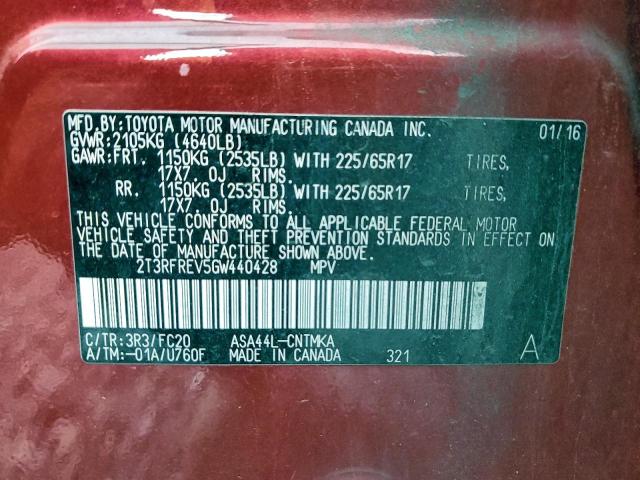 MFD.BY:TOYOTA MOTOR MANUFACTURING CANADA INC. 01/16
GVWR:2105KG (4640LB)
GAWR:FRT. 1150KG (2535LB) WITH 225/65R17 TIRES,
17X7. 0J RIMS.
RR. 1150KG (2535LB) WITH 225/65R17 TIRES,
17X7. 0J RIMS.
THIS VEHICLE CONFORMS TO ALL APPLICABLE FEDERAL MOTOR
VEHICLE SAFETY AND THEFT PREVENTION STANDARDS IN EFFECT ON
THE DATE OF MANUFACTURE SHOWN ABOVE.
2T3RFREV5GW440428 MPV
C/TR:3R3/FC20 ASA44L-CNTMKA
A/TM:-01A/U760F MADE IN CANADA 321 A